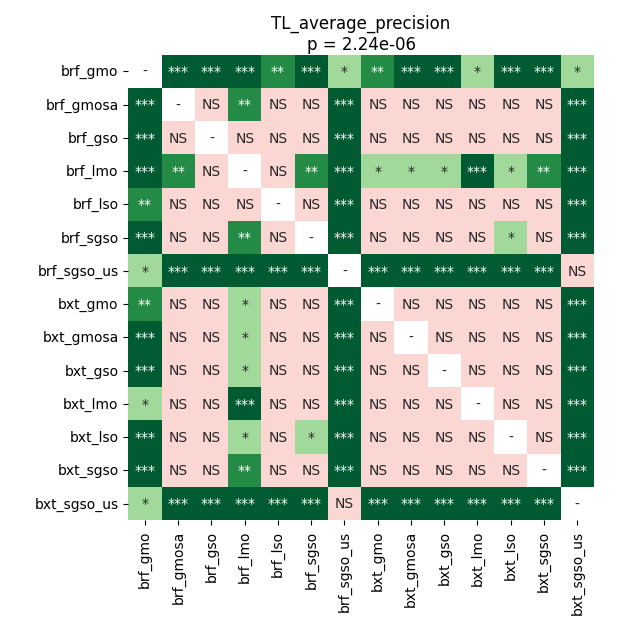 TL_average_precision
p = 2.24e-06
brf_gmo - *** *** *** ** *** * ** *** *** * *** *** *
brf_gmosa *** - NS ** NS NS *** NS NS NS NS NS NS ***
brf_gso *** NS - NS NS NS *** NS NS NS NS NS NS ***
brf_lmo *** ** NS - NS ** *** * * * *** * ** ***
brf_lso ** NS NS NS - NS *** NS NS NS NS NS NS ***
brf_sgso *** NS NS ** NS - *** NS NS NS NS * NS ***
brf_sgso_us * *** *** *** *** *** - *** *** *** *** *** *** NS
bxt_gmo ** NS NS * NS NS *** - NS NS NS NS NS ***
bxt_gmosa *** NS NS * NS NS *** NS - NS NS NS NS ***
bxt_gso *** NS NS * NS NS *** NS NS - NS NS NS ***
bxt_lmo * NS NS *** NS NS *** NS NS NS - NS NS ***
bxt_lso *** NS NS * NS * *** NS NS NS NS - NS ***
bxt_sgso *** NS NS ** NS NS *** NS NS NS NS NS - ***
bxt_sgso_us * *** *** *** *** *** NS *** *** *** *** *** *** -
brf_gmo brf_gmosa brf_gso brf_lmo brf_lso brf_sgso brf_sgso_us bxt_gmo bxt_gmosa bxt_gso bxt_lmo bxt_lso bxt_sgso bxt_sgso_us